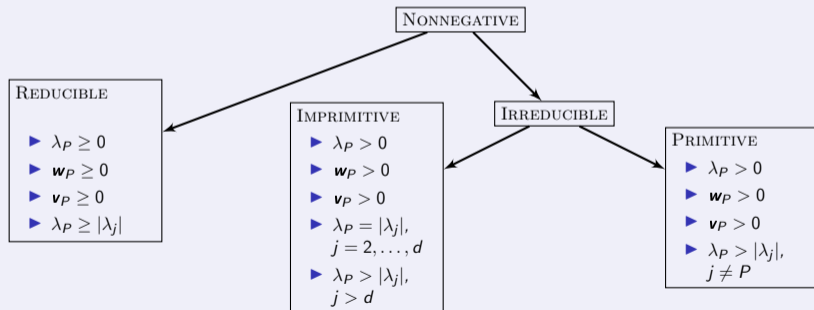 NONNEGATIVE
REDUCIBLE
λP ≥ 0
wP ≥ 0
vP ≥ 0
λP ≥ |λj|
IMPRIMITIVE
λP > 0
wP > 0
vP > 0
λP = |λj|,
j = 2, . . . , d
λP > |λj|,
j > d
IRREDUCIBLE
PRIMITIVE
λP > 0
wP > 0
vP > 0
λP > |λj|,
j ≠ P